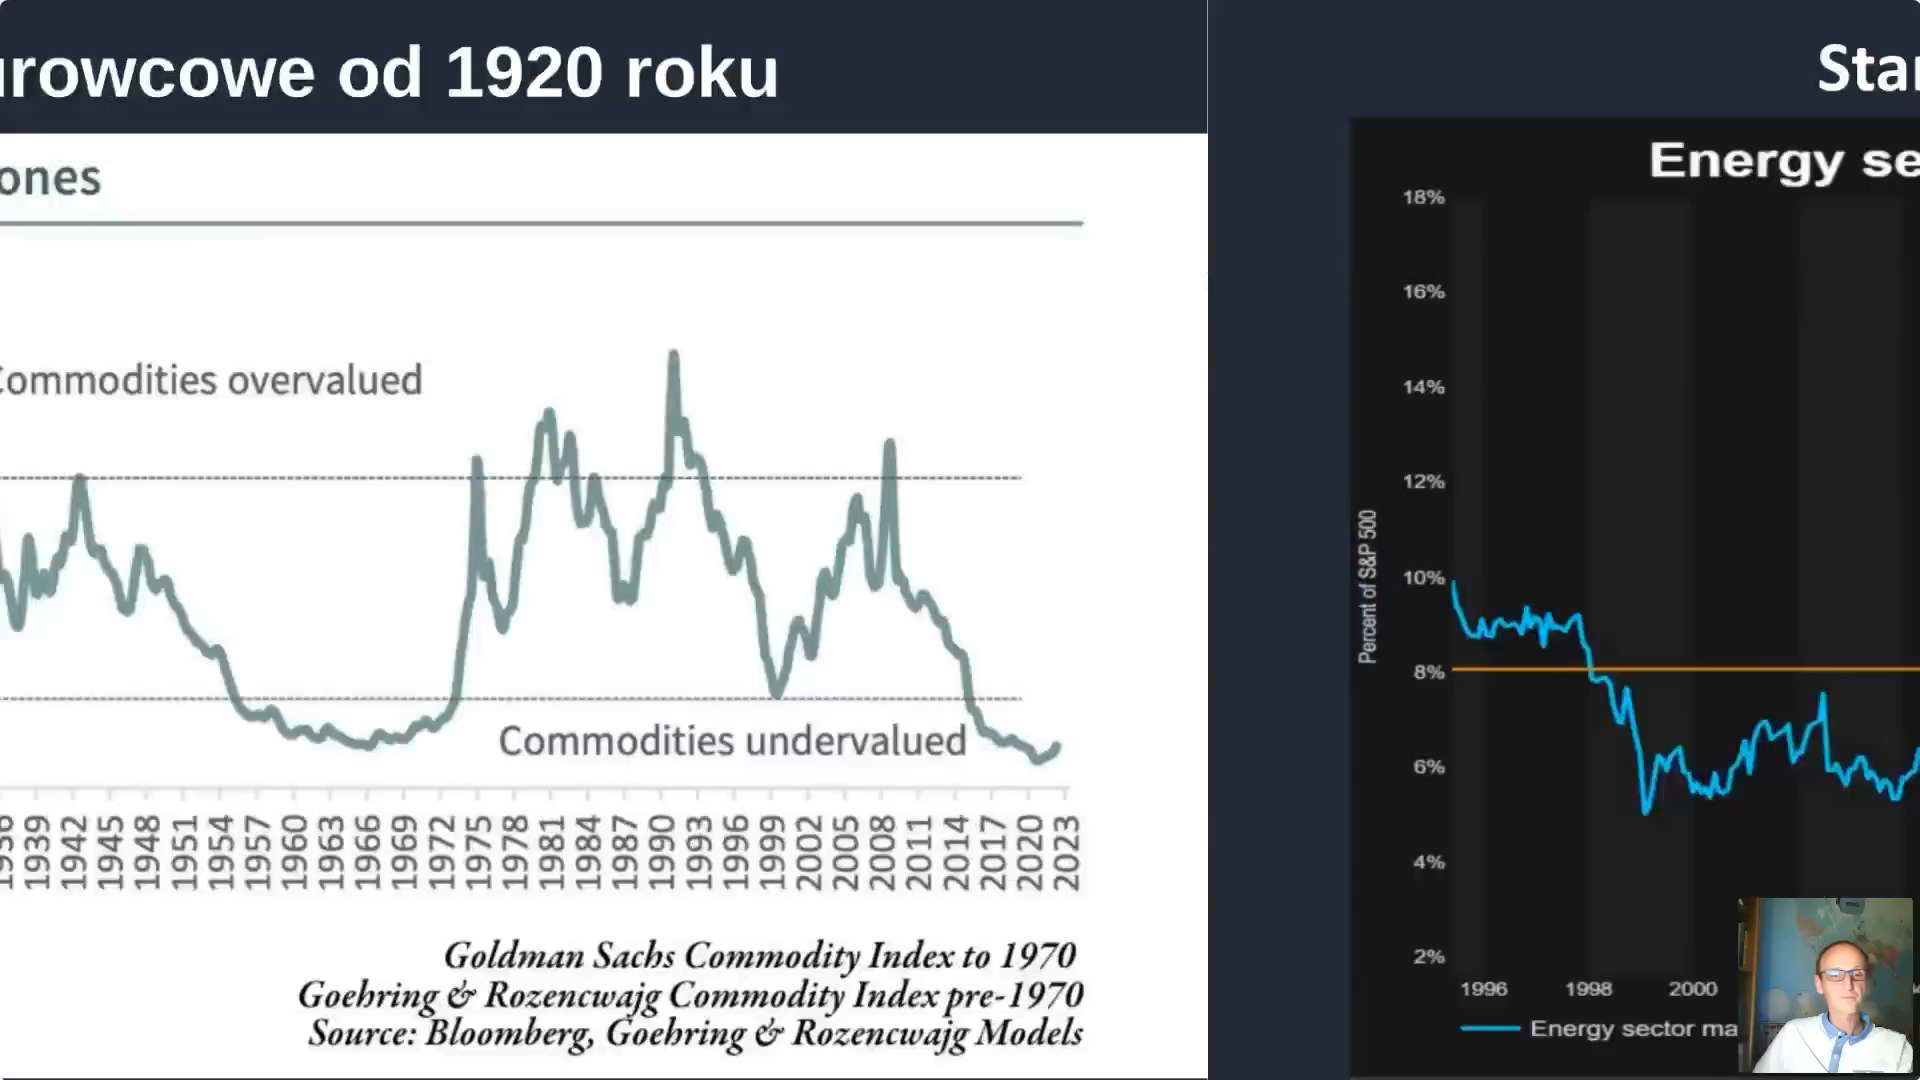 urowcowe od 1920 roku
ones
Commodities overvalued
Commodities undervalued
1936 1939 1942 1945 1948 1951 1954 1957 1960 1963 1966 1969 1972 1975 1978 1981 1984 1987 1990 1993 1996 1999 2002 2005 2008 2011 2014 2017 2020 2023
Goldman Sachs Commodity Index to 1970
Goehring & Rozencwajg Commodity Index pre-1970
Source: Bloomberg, Goehring & Rozencwajg Models
Star
Energy se
18%
16%
14%
12%
10%
8%
6%
4%
2%
Percent of S&P 500
1996 1998 2000
Energy sector ma